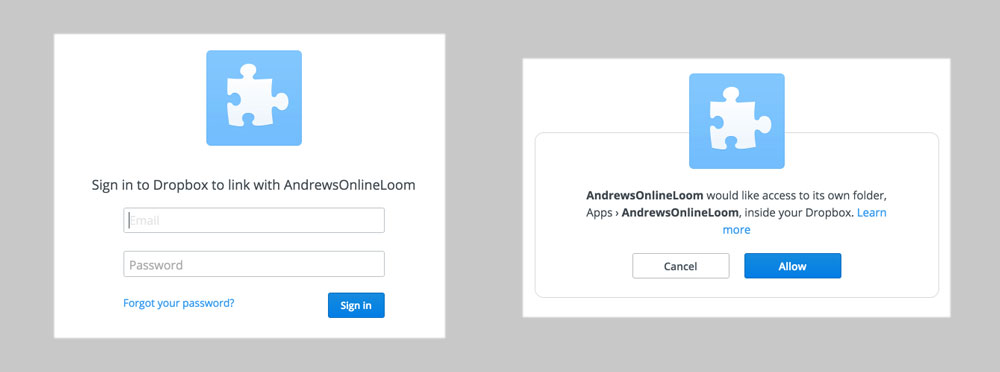 Sign in to Dropbox to link with AndrewsOnlineLoom
Email
Password
Forgot your password?
Sign in
AndrewsOnlineLoom would like access to its own folder,
Apps › AndrewsOnlineLoom, inside your Dropbox. Learn
more
Cancel
Allow